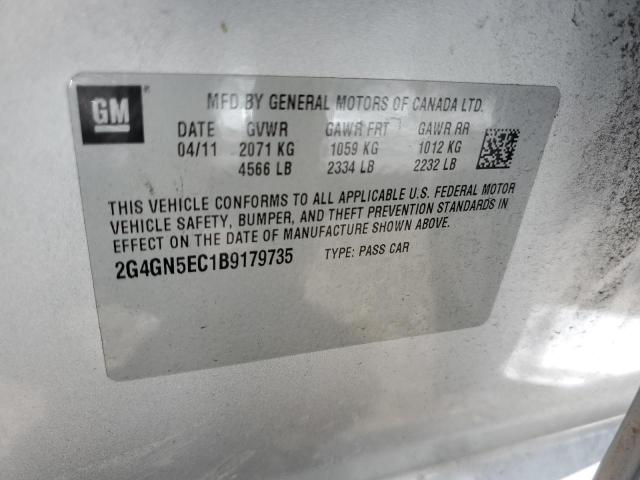 GM
MFD BY GENERAL MOTORS OF CANADA LTD.
DATE GVWR GAWR FRT GAWR RR
04/11 2071 KG 1059 KG 1012 KG
4566 LB 2334 LB 2232 LB
THIS VEHICLE CONFORMS TO ALL APPLICABLE U.S. FEDERAL MOTOR
VEHICLE SAFETY, BUMPER, AND THEFT PREVENTION STANDARDS IN
EFFECT ON THE DATE OF MANUFACTURE SHOWN ABOVE.
2G4GN5EC1B9179735 TYPE: PASS CAR